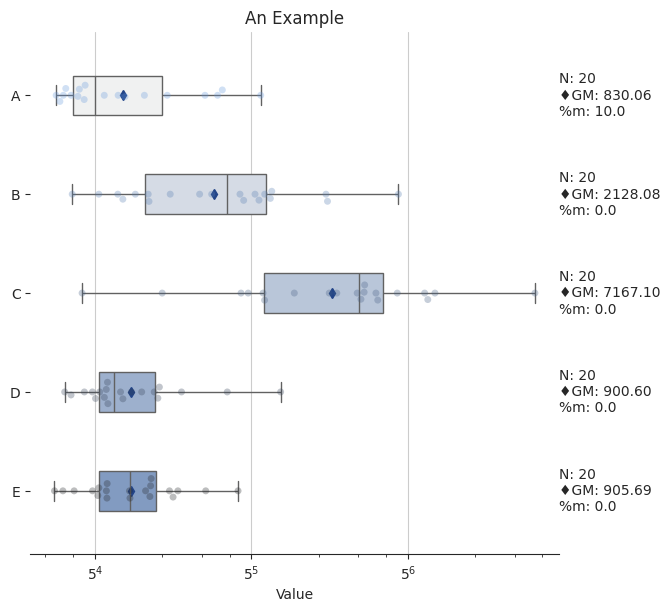 An Example
A
N: 20
♦GM: 830.06
%m: 10.0
B
N: 20
♦GM: 2128.08
%m: 0.0
C
N: 20
♦GM: 7167.10
%m: 0.0
D
N: 20
♦GM: 900.60
%m: 0.0
E
N: 20
♦GM: 905.69
%m: 0.0
5⁴ 5⁵ 5⁶
Value